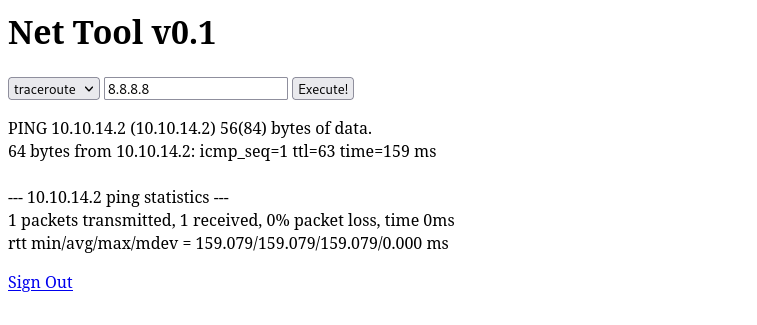 Net Tool v0.1
traceroute 8.8.8.8 Execute!
PING 10.10.14.2 (10.10.14.2) 56(84) bytes of data.
64 bytes from 10.10.14.2: icmp_seq=1 ttl=63 time=159 ms
--- 10.10.14.2 ping statistics ---
1 packets transmitted, 1 received, 0% packet loss, time 0ms
rtt min/avg/max/mdev = 159.079/159.079/159.079/0.000 ms
Sign Out